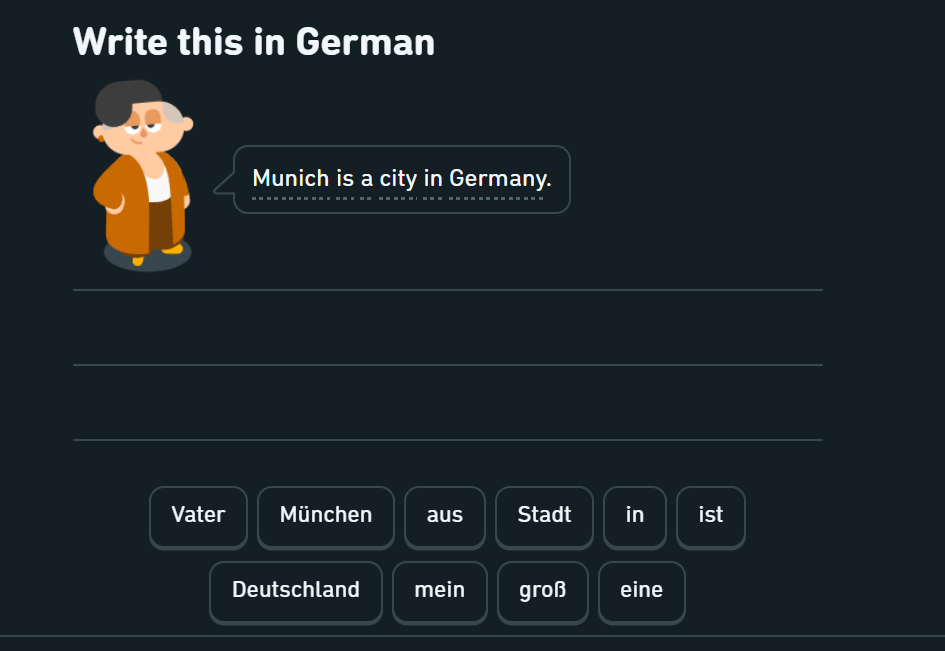 Write this in German
Munich is a city in Germany.
Vater München aus Stadt in ist
Deutschland mein groß eine